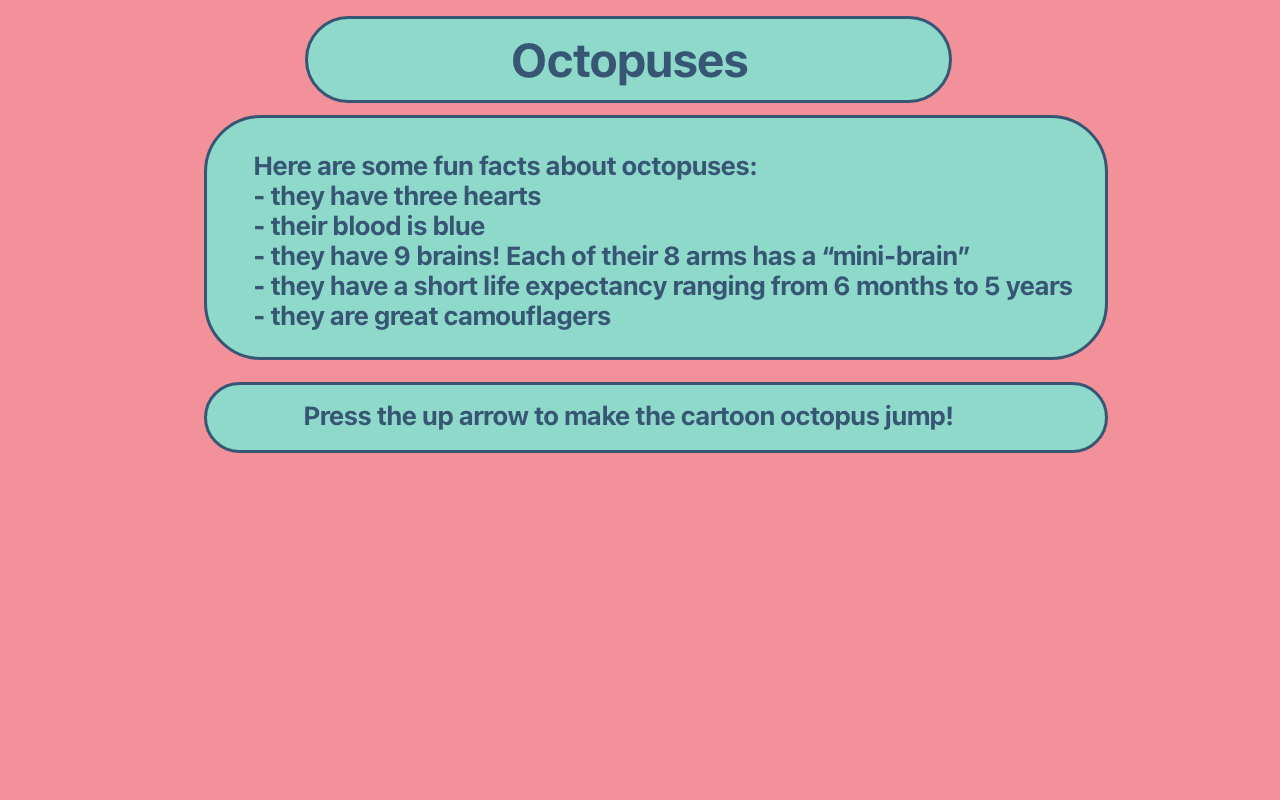 Octopuses
Here are some fun facts about octopuses:
- they have three hearts
- their blood is blue
- they have 9 brains! Each of their 8 arms has a “mini-brain”
- they have a short life expectancy ranging from 6 months to 5 years
- they are great camouflagers
Press the up arrow to make the cartoon octopus jump!